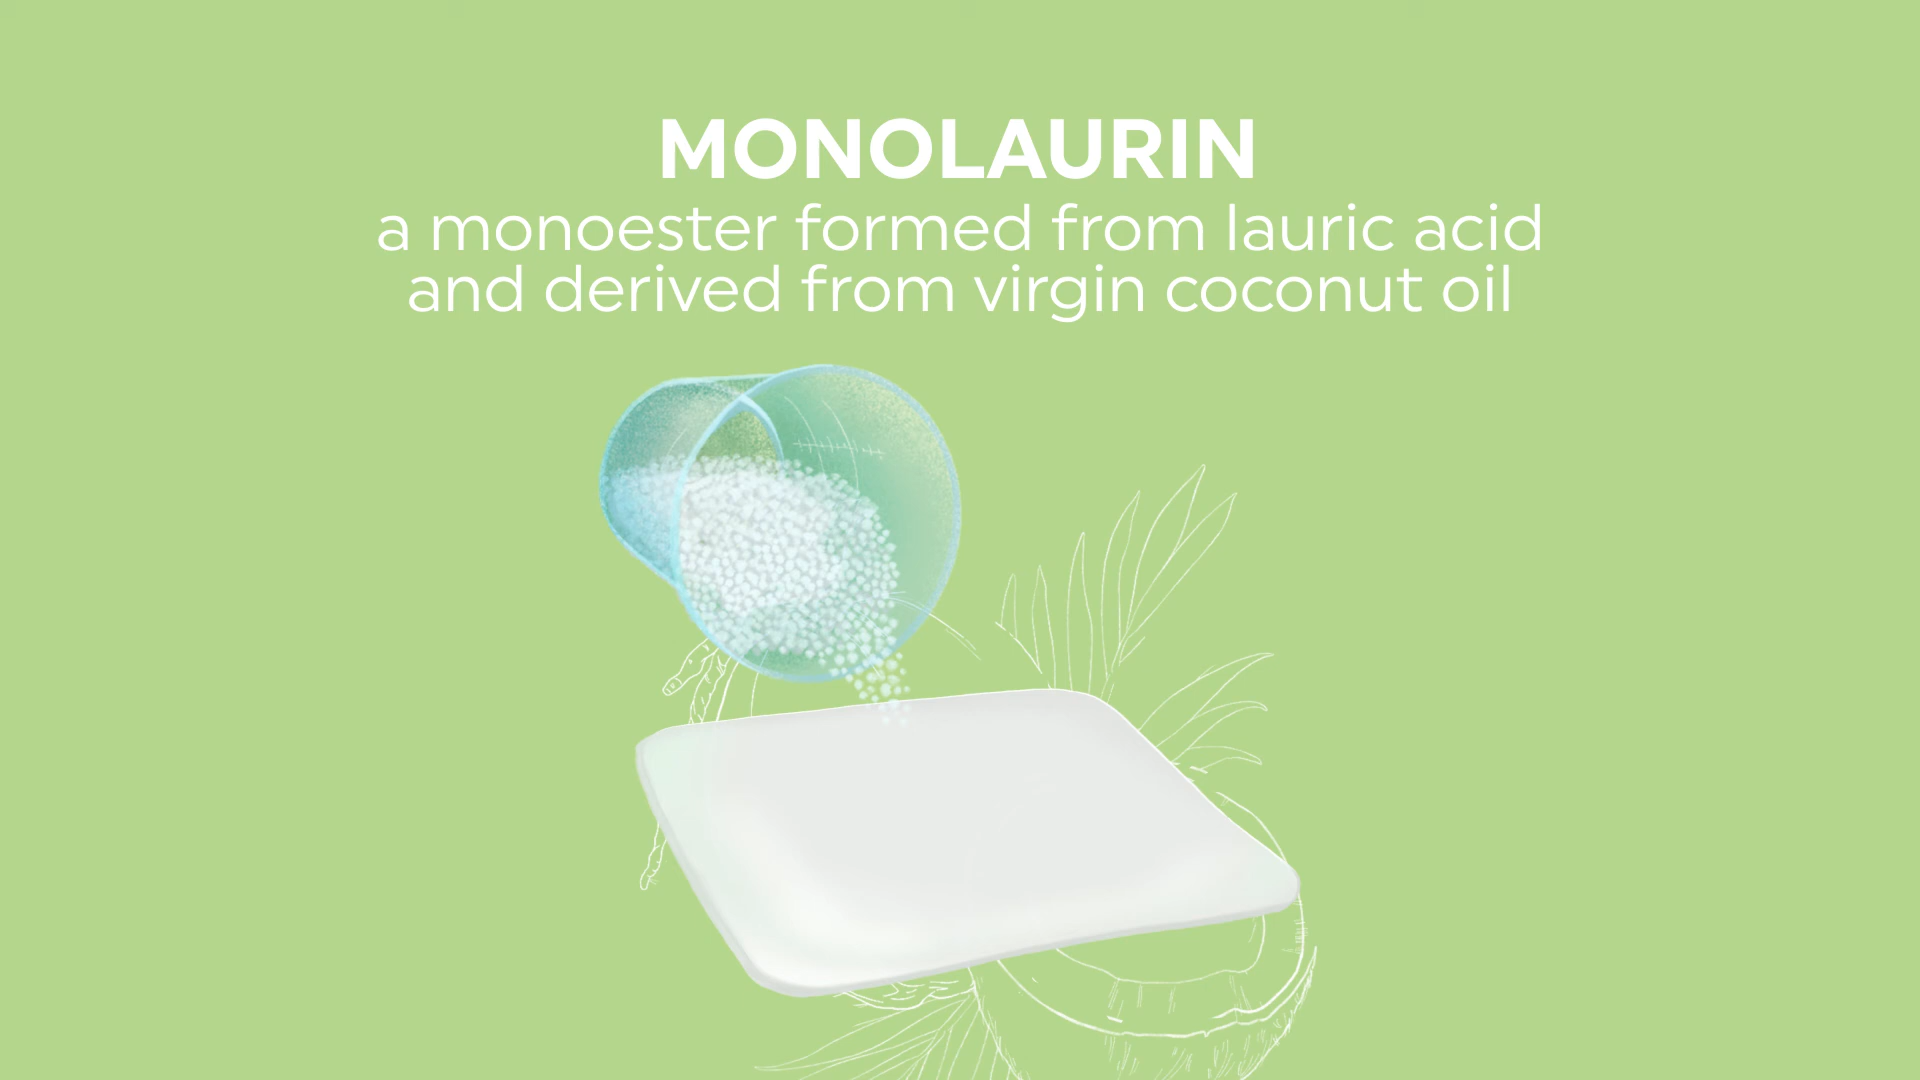 MONOLAURIN
a monoester formed from lauric acid
and derived from virgin coconut oil